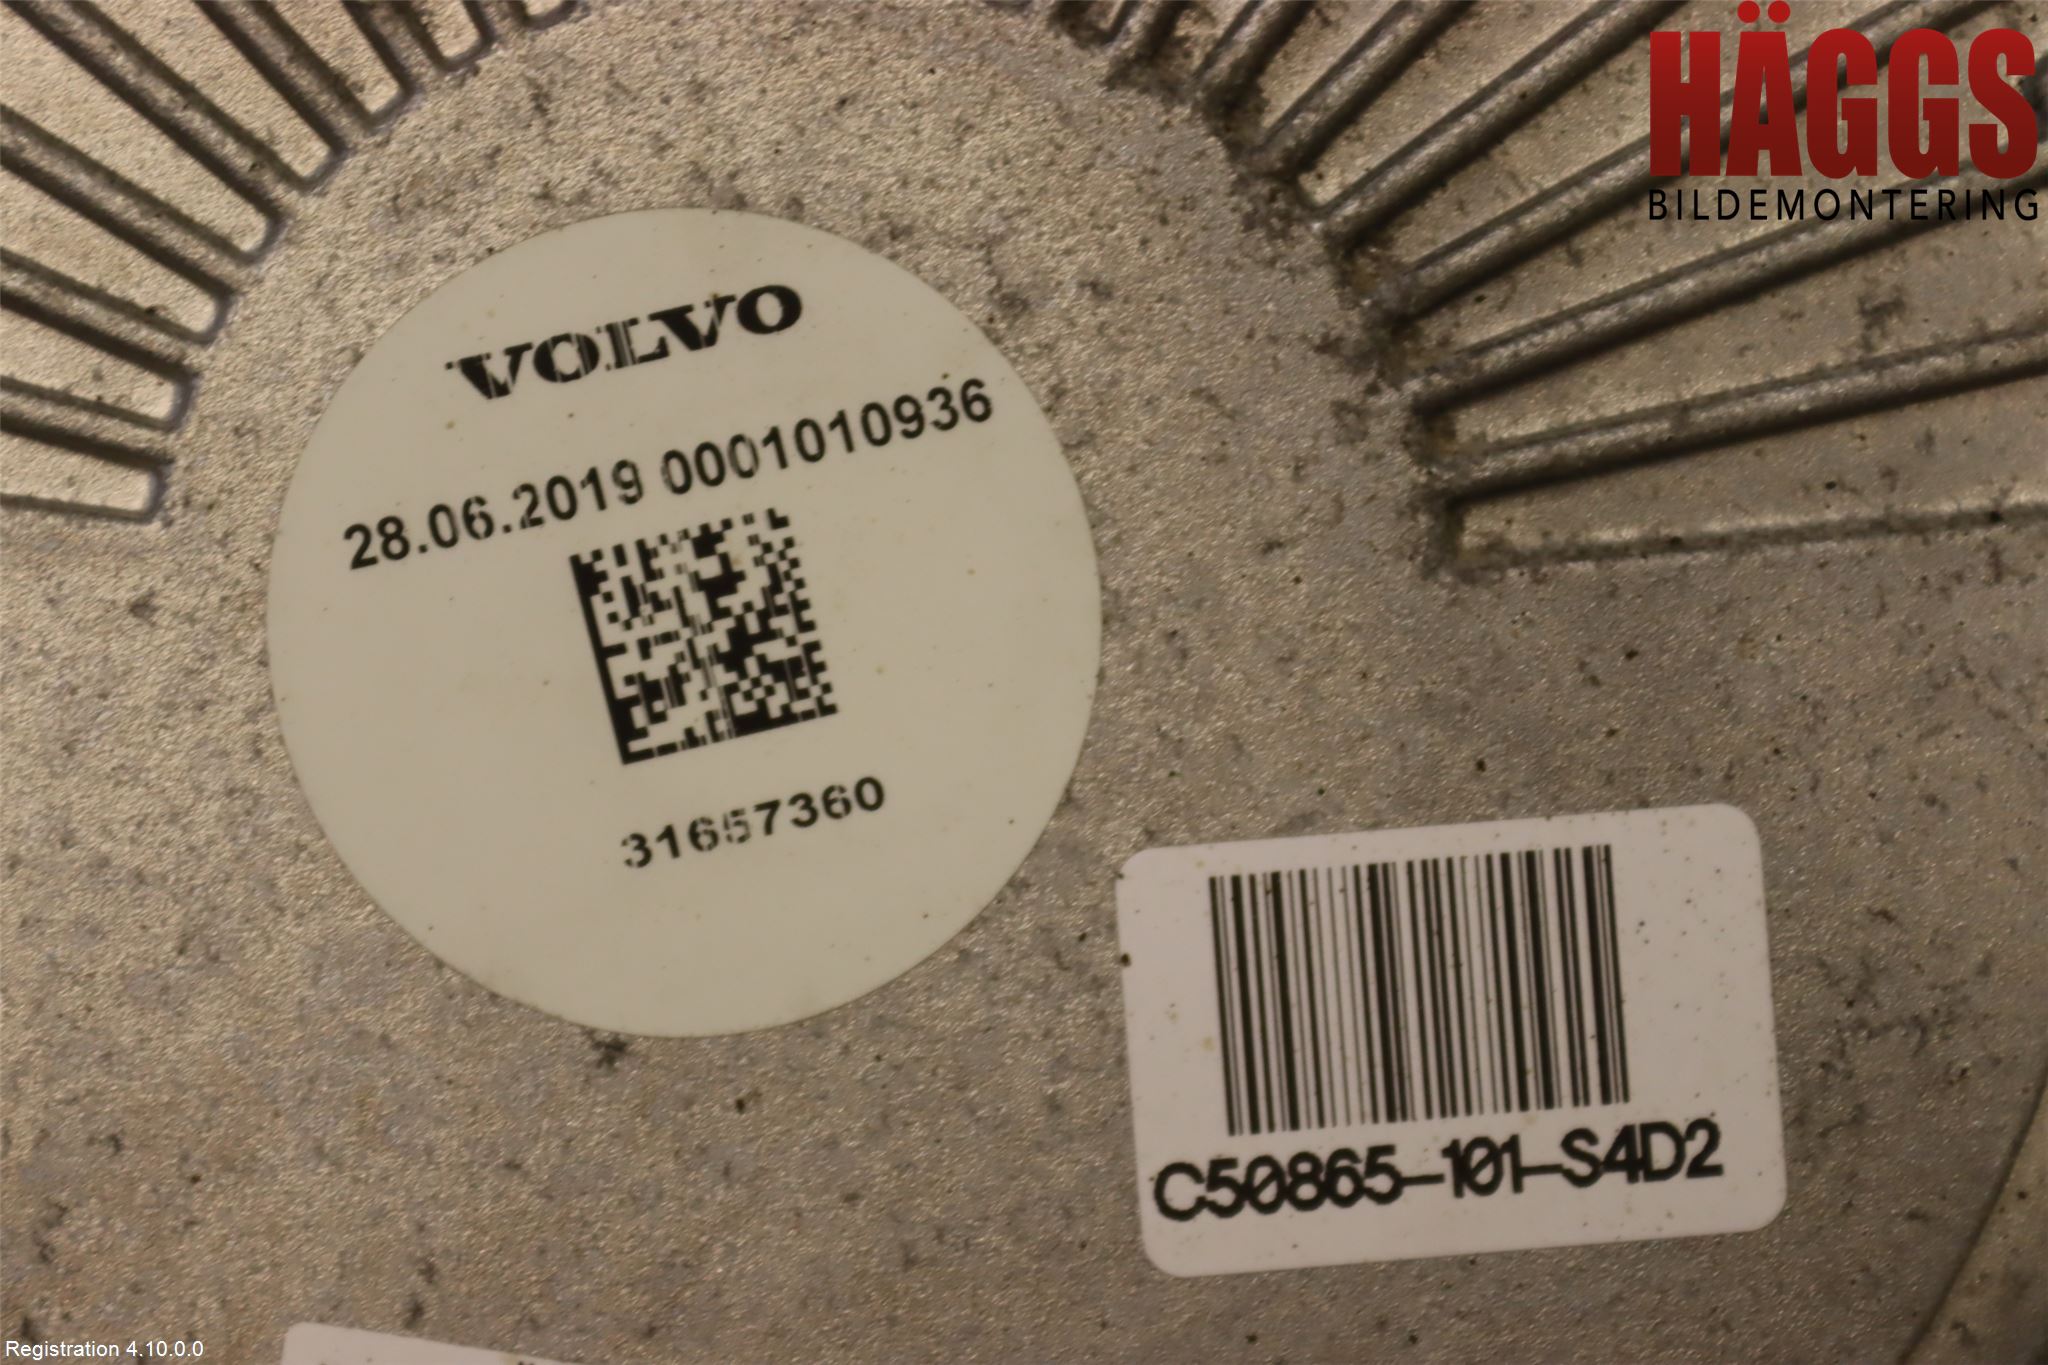 HÄGGS
BILDEMONTERING
VOLVO
28.06.2019 0001010936
31657360
C50865-101-S4D2
Registration 4.10.0.0